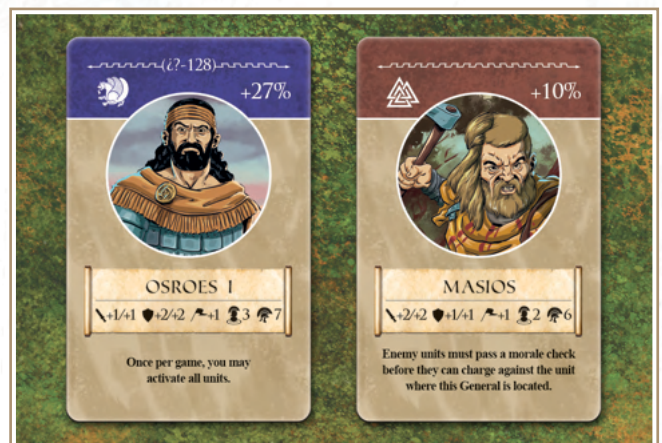 (¿?-128)
+27%
OSROES I
+1/+1 +2/+2 +1 3 7
Once per game, you may
activate all units.
+10%
MASIOS
+2/+2 +1/+1 +1 2 6
Enemy units must pass a morale check
before they can charge against the unit
where this General is located.